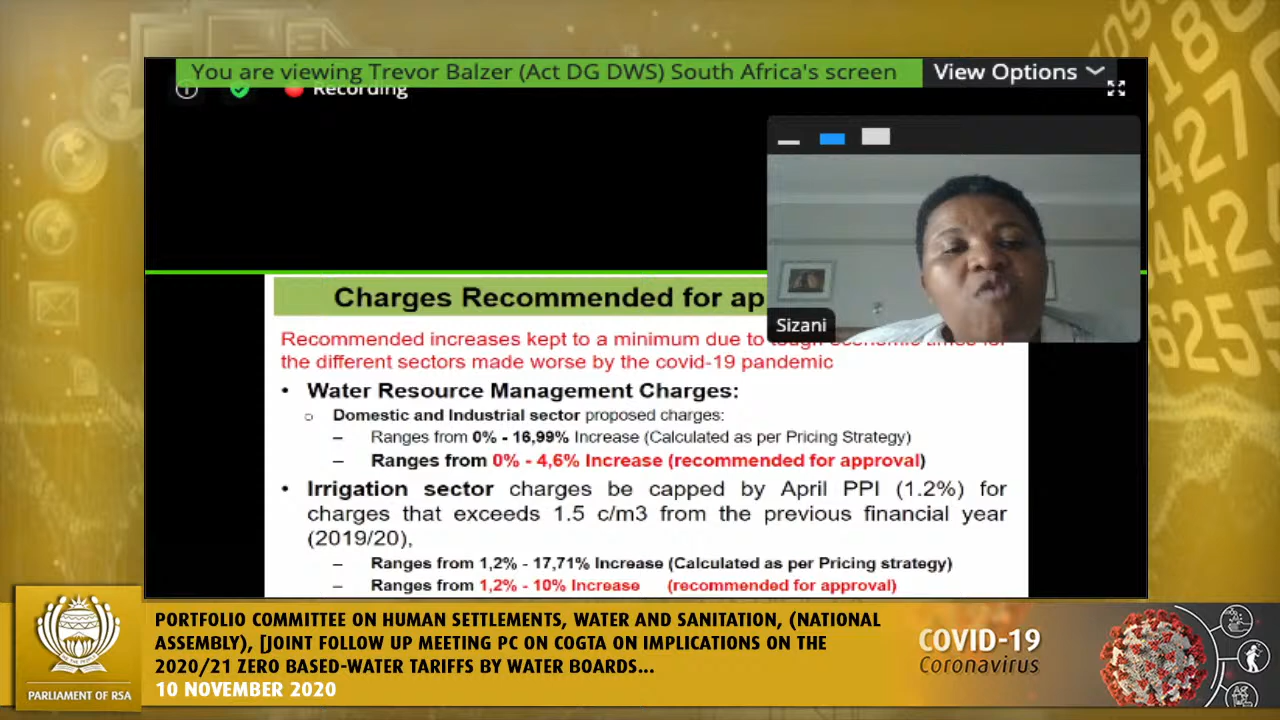 You are viewing Trevor Balzer (Act DG DWS) South Africa's screen
View Options
Recording
Sizani
Charges Recommended for ap
Recommended increases kept to a minimum due to tough economic times for
the different sectors made worse by the covid-19 pandemic
• Water Resource Management Charges:
o Domestic and Industrial sector proposed charges:
– Ranges from 0% - 16,99% Increase (Calculated as per Pricing Strategy)
– Ranges from 0% - 4,6% Increase (recommended for approval)
• Irrigation sector charges be capped by April PPI (1.2%) for
charges that exceeds 1.5 c/m3 from the previous financial year
(2019/20),
– Ranges from 1,2% - 17,71% Increase (Calculated as per Pricing strategy)
– Ranges from 1,2% - 10% Increase (recommended for approval)
PORTFOLIO COMMITTEE ON HUMAN SETTLEMENTS, WATER AND SANITATION, (NATIONAL
ASSEMBLY), [JOINT FOLLOW UP MEETING PC ON COGTA ON IMPLICATIONS ON THE
2020/21 ZERO BASED-WATER TARIFFS BY WATER BOARDS...
10 NOVEMBER 2020
PARLIAMENT OF RSA
COVID-19
Coronavirus